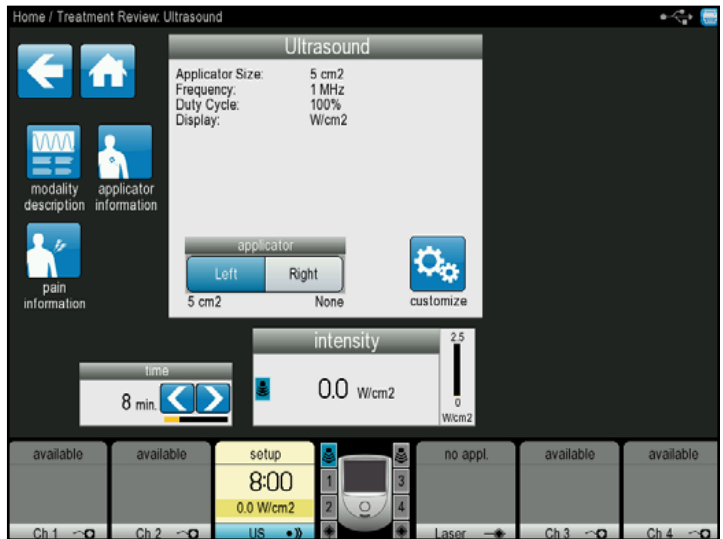 Home / Treatment Review: Ultrasound
Ultrasound
Applicator Size: 5 cm2
Frequency: 1 MHz
Duty Cycle: 100%
Display: W/cm2
modality description
applicator information
pain information
applicator
Left Right
5 cm2 None
customize
intensity
0.0 W/cm2
2.5
0
W/cm2
time
8 min.
available
available
setup
8:00
0.0 W/cm2
1
2
3
4
no appl.
available
available
Ch 1
Ch 2
US
Laser
Ch 3
Ch 4